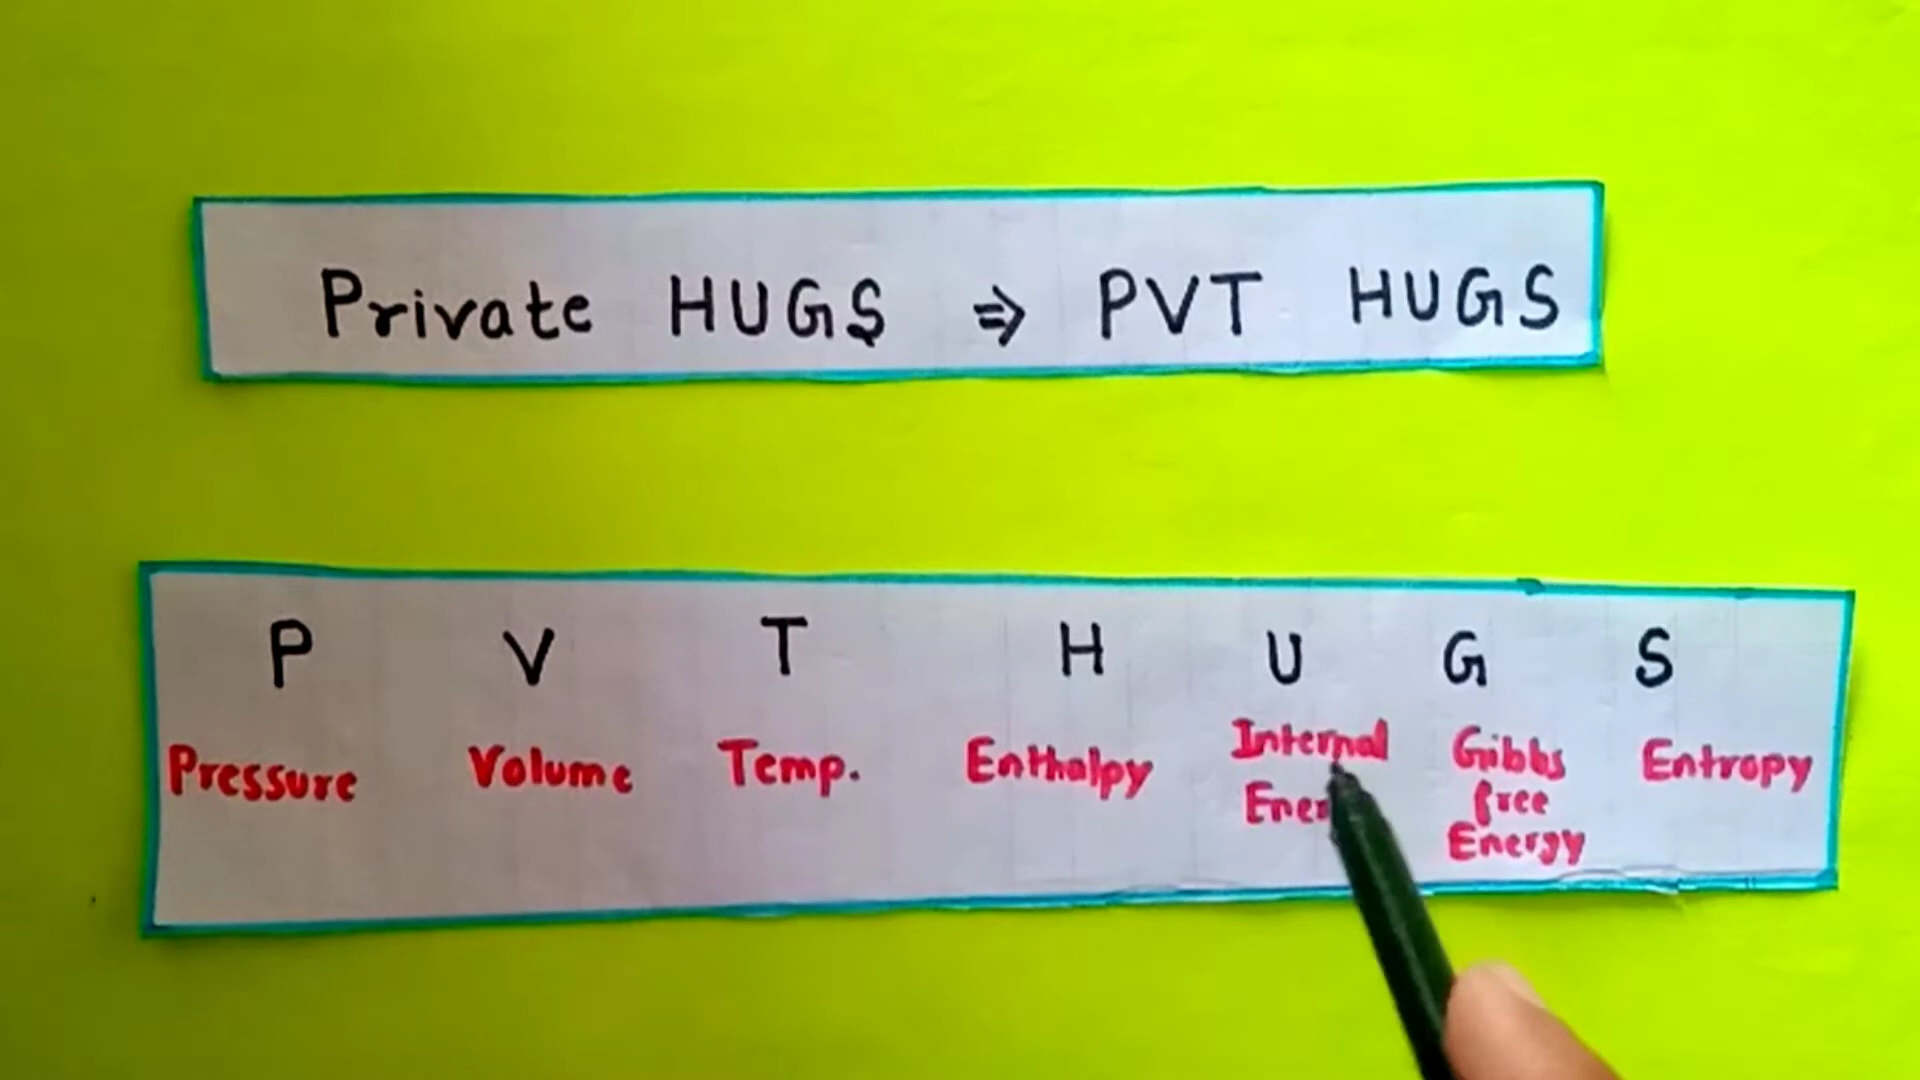 Private HUGS ⇒ PVT HUGS
P V T H U G S
Pressure Volume Temp. Enthalpy Internal Gibbs free Energy Entropy